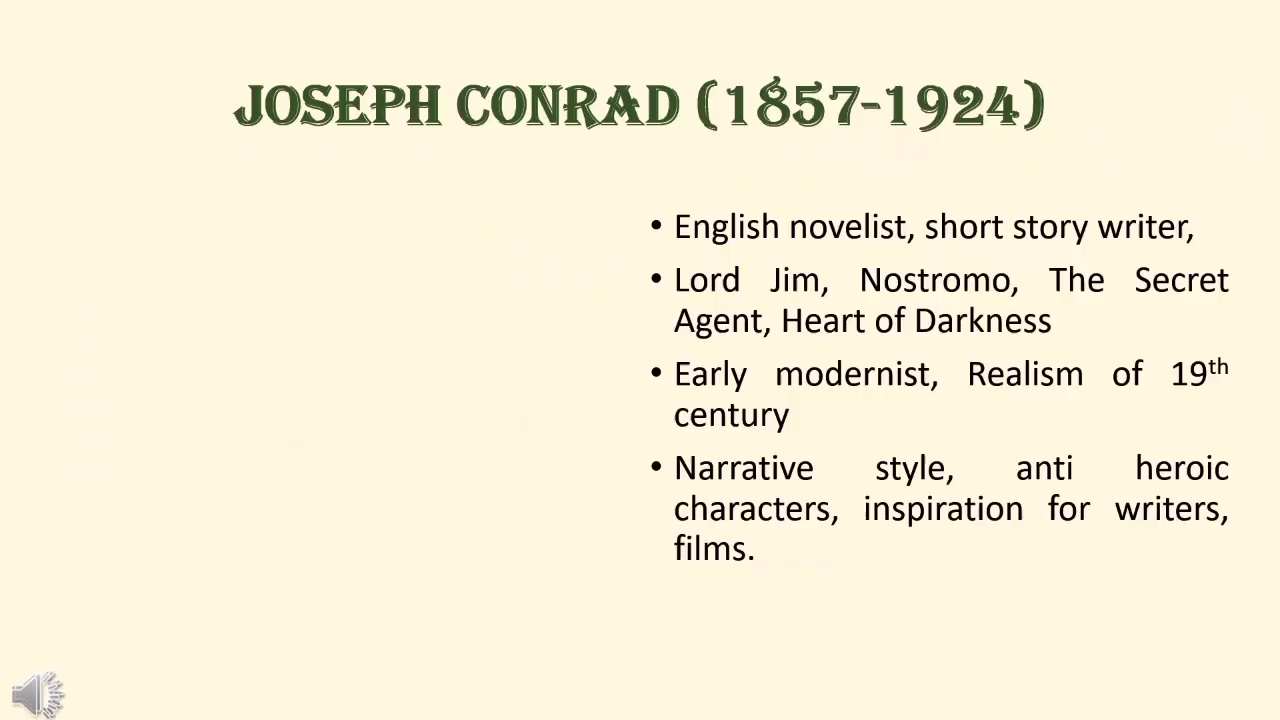 JOSEPH CONRAD (1857-1924)
• English novelist, short story writer,
• Lord Jim, Nostromo, The Secret
Agent, Heart of Darkness
• Early modernist, Realism of 19th
century
• Narrative style, anti heroic
characters, inspiration for writers,
films.